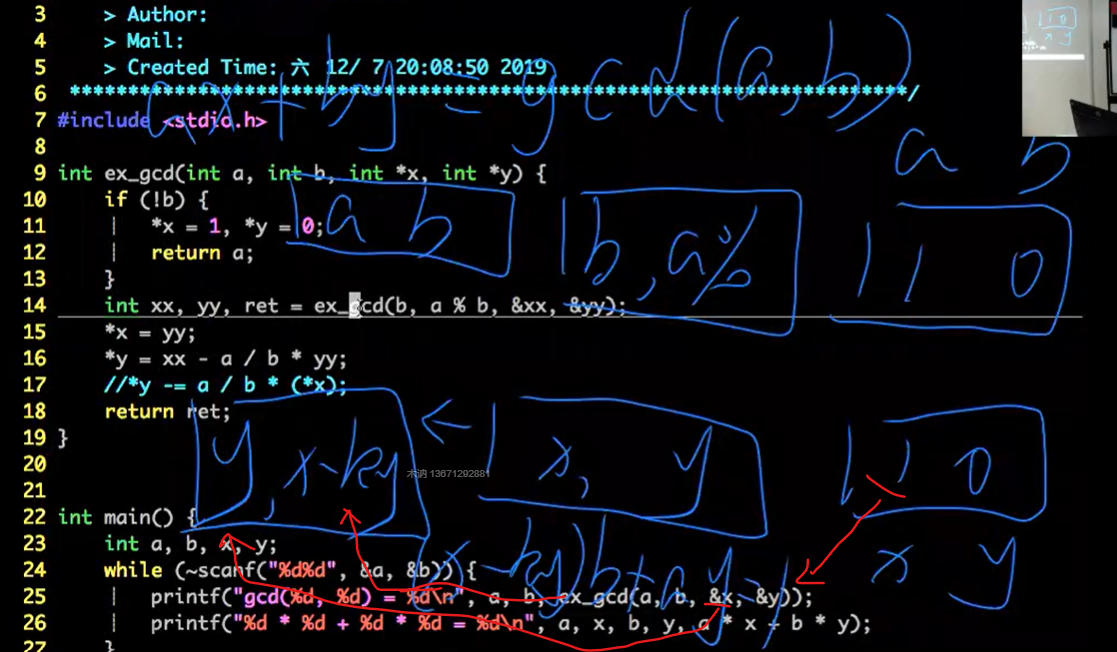 3 > Author:
4 > Mail:
5 > Created Time: 六 12/ 7 20:08:50 2019
6 ************************************************************************/
ax + by = gcd(a,b)
7 #include <stdio.h>
8
a b
9 int ex_gcd(int a, int b, int *x, int *y) {
10 if (!b) {
11 *x = 1, *y = 0;
a b
b, a%b
1 0
12 return a;
13 }
14 int xx, yy, ret = ex_gcd(b, a % b, &xx, &yy);
15 *x = yy;
16 *y = xx - a / b * yy;
17 //*y -= a / b * (*x);
18 return ret;
19 }
y, x-ky
x, y
1 0
木讷 13671292881
20
21
22 int main() {
23 int a, b, x, y;
x y
24 while (~scanf("%d%d", &a, &b)) {
(x-ky)b+ay=1
25 printf("gcd(%d, %d) = %d\n", a, b, ex_gcd(a, b, &x, &y));
26 printf("%d * %d + %d * %d = %d\n", a, x, b, y, a * x + b * y);
27 }